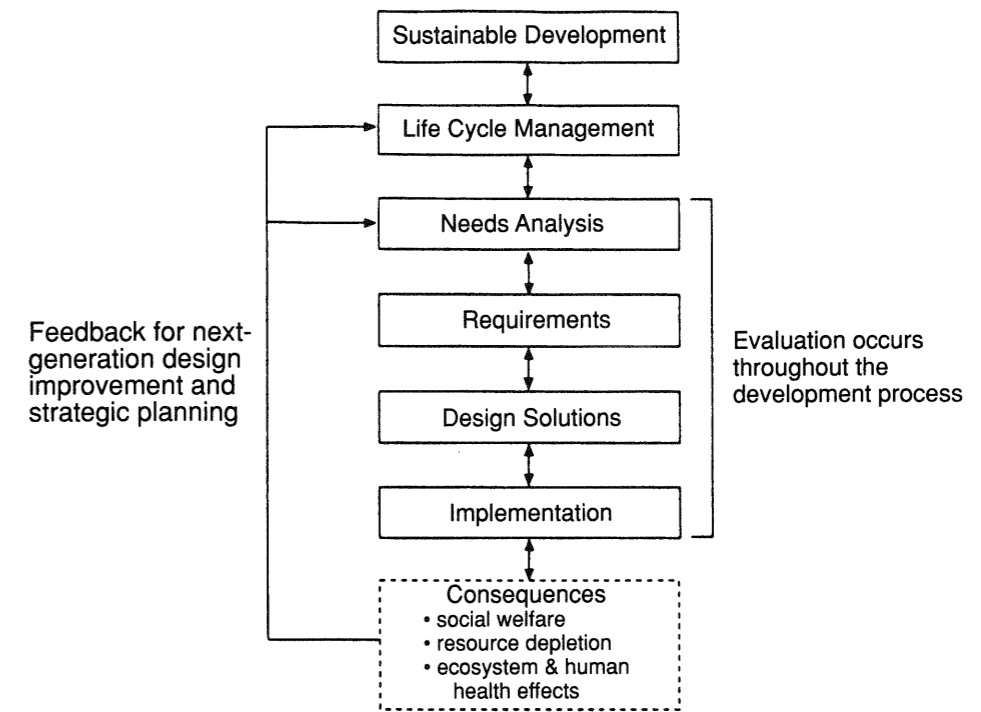 Sustainable Development
Life Cycle Management
Needs Analysis
Requirements
Design Solutions
Implementation
Consequences
• social welfare
• resource depletion
• ecosystem & human
health effects
Feedback for next-
generation design
improvement and
strategic planning
Evaluation occurs
throughout the
development process